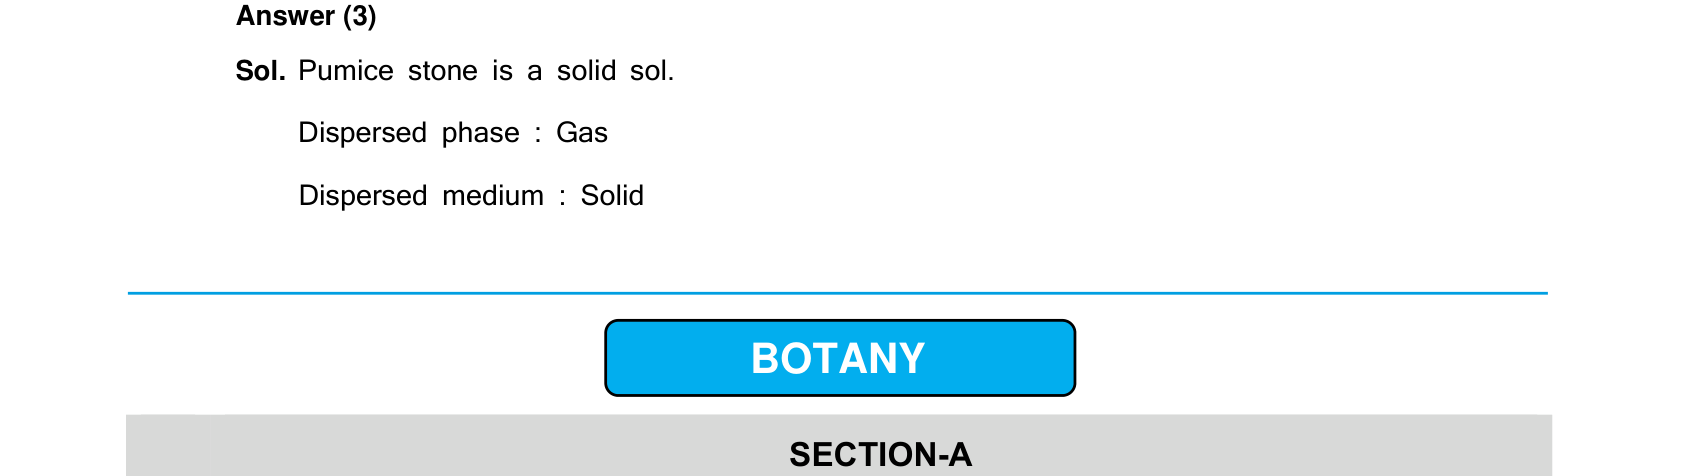 Answer (3)
Sol. Pumice stone is a solid sol.
Dispersed phase : Gas
Dispersed medium : Solid
BOTANY
SECTION-A